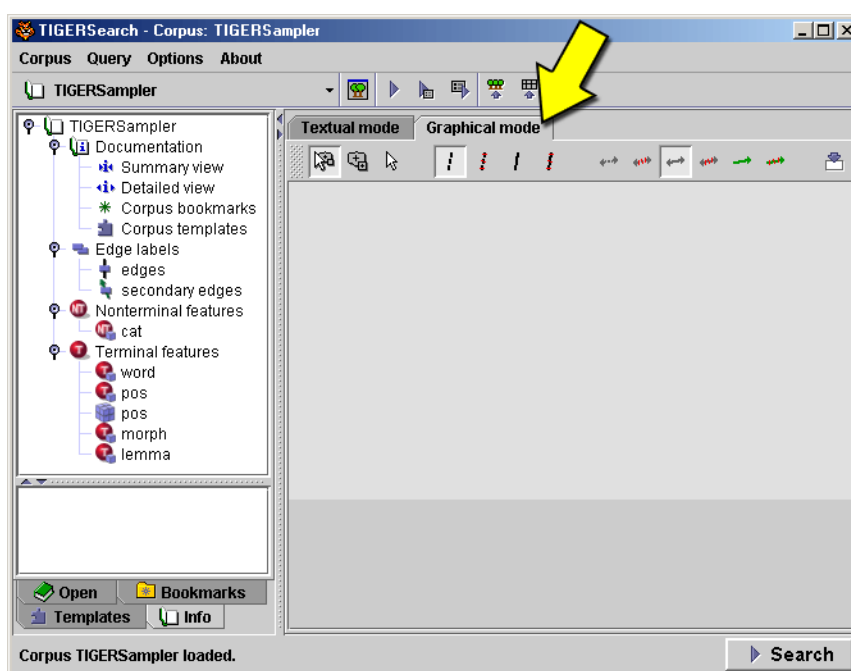 TIGERSearch - Corpus: TIGERSampler
Corpus Query Options About
TIGERSampler
Textual mode Graphical mode
TIGERSampler
Documentation
Summary view
Detailed view
Corpus bookmarks
Corpus templates
Edge labels
edges
secondary edges
Nonterminal features
cat
Terminal features
word
pos
pos
morph
lemma
Open Bookmarks
Templates Info
Corpus TIGERSampler loaded. Search